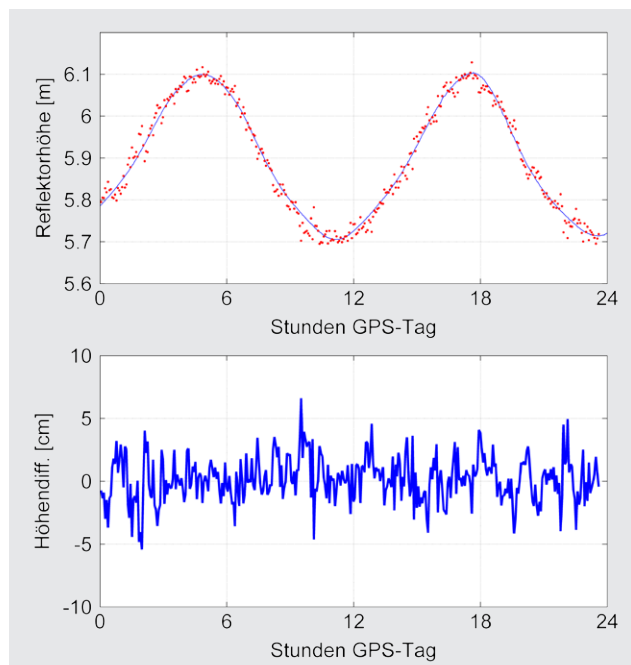 6.1
6
5.9
5.8
5.7
5.6
Reflektorhöhe [m]
0 6 12 18 24
Stunden GPS-Tag
10
5
0
-5
-10
Höhendiff. [cm]
0 6 12 18 24
Stunden GPS-Tag